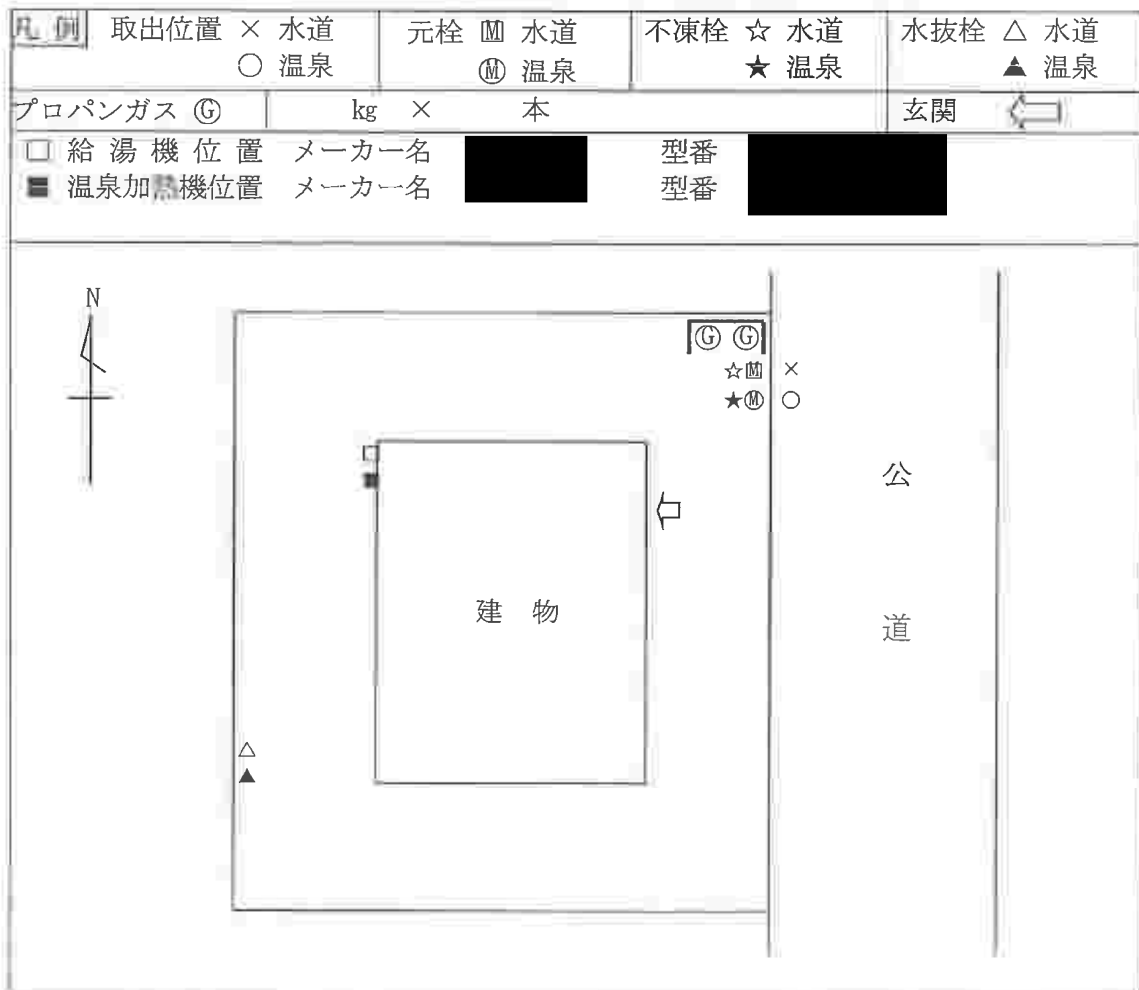 凡例 取出位置 × 水道 元栓 Ⓜ 水道 不凍栓 ☆ 水道 水抜栓 △ 水道
○ 温泉 Ⓜ 温泉 ★ 温泉 ▲ 温泉
プロパンガス Ⓖ kg × 本 玄関
□ 給湯機位置 メーカー名 型番
■ 温泉加熱機位置 メーカー名 型番
N
Ⓖ Ⓖ
☆ M ×
★ Ⓜ ○
公
道
建物
△
▲